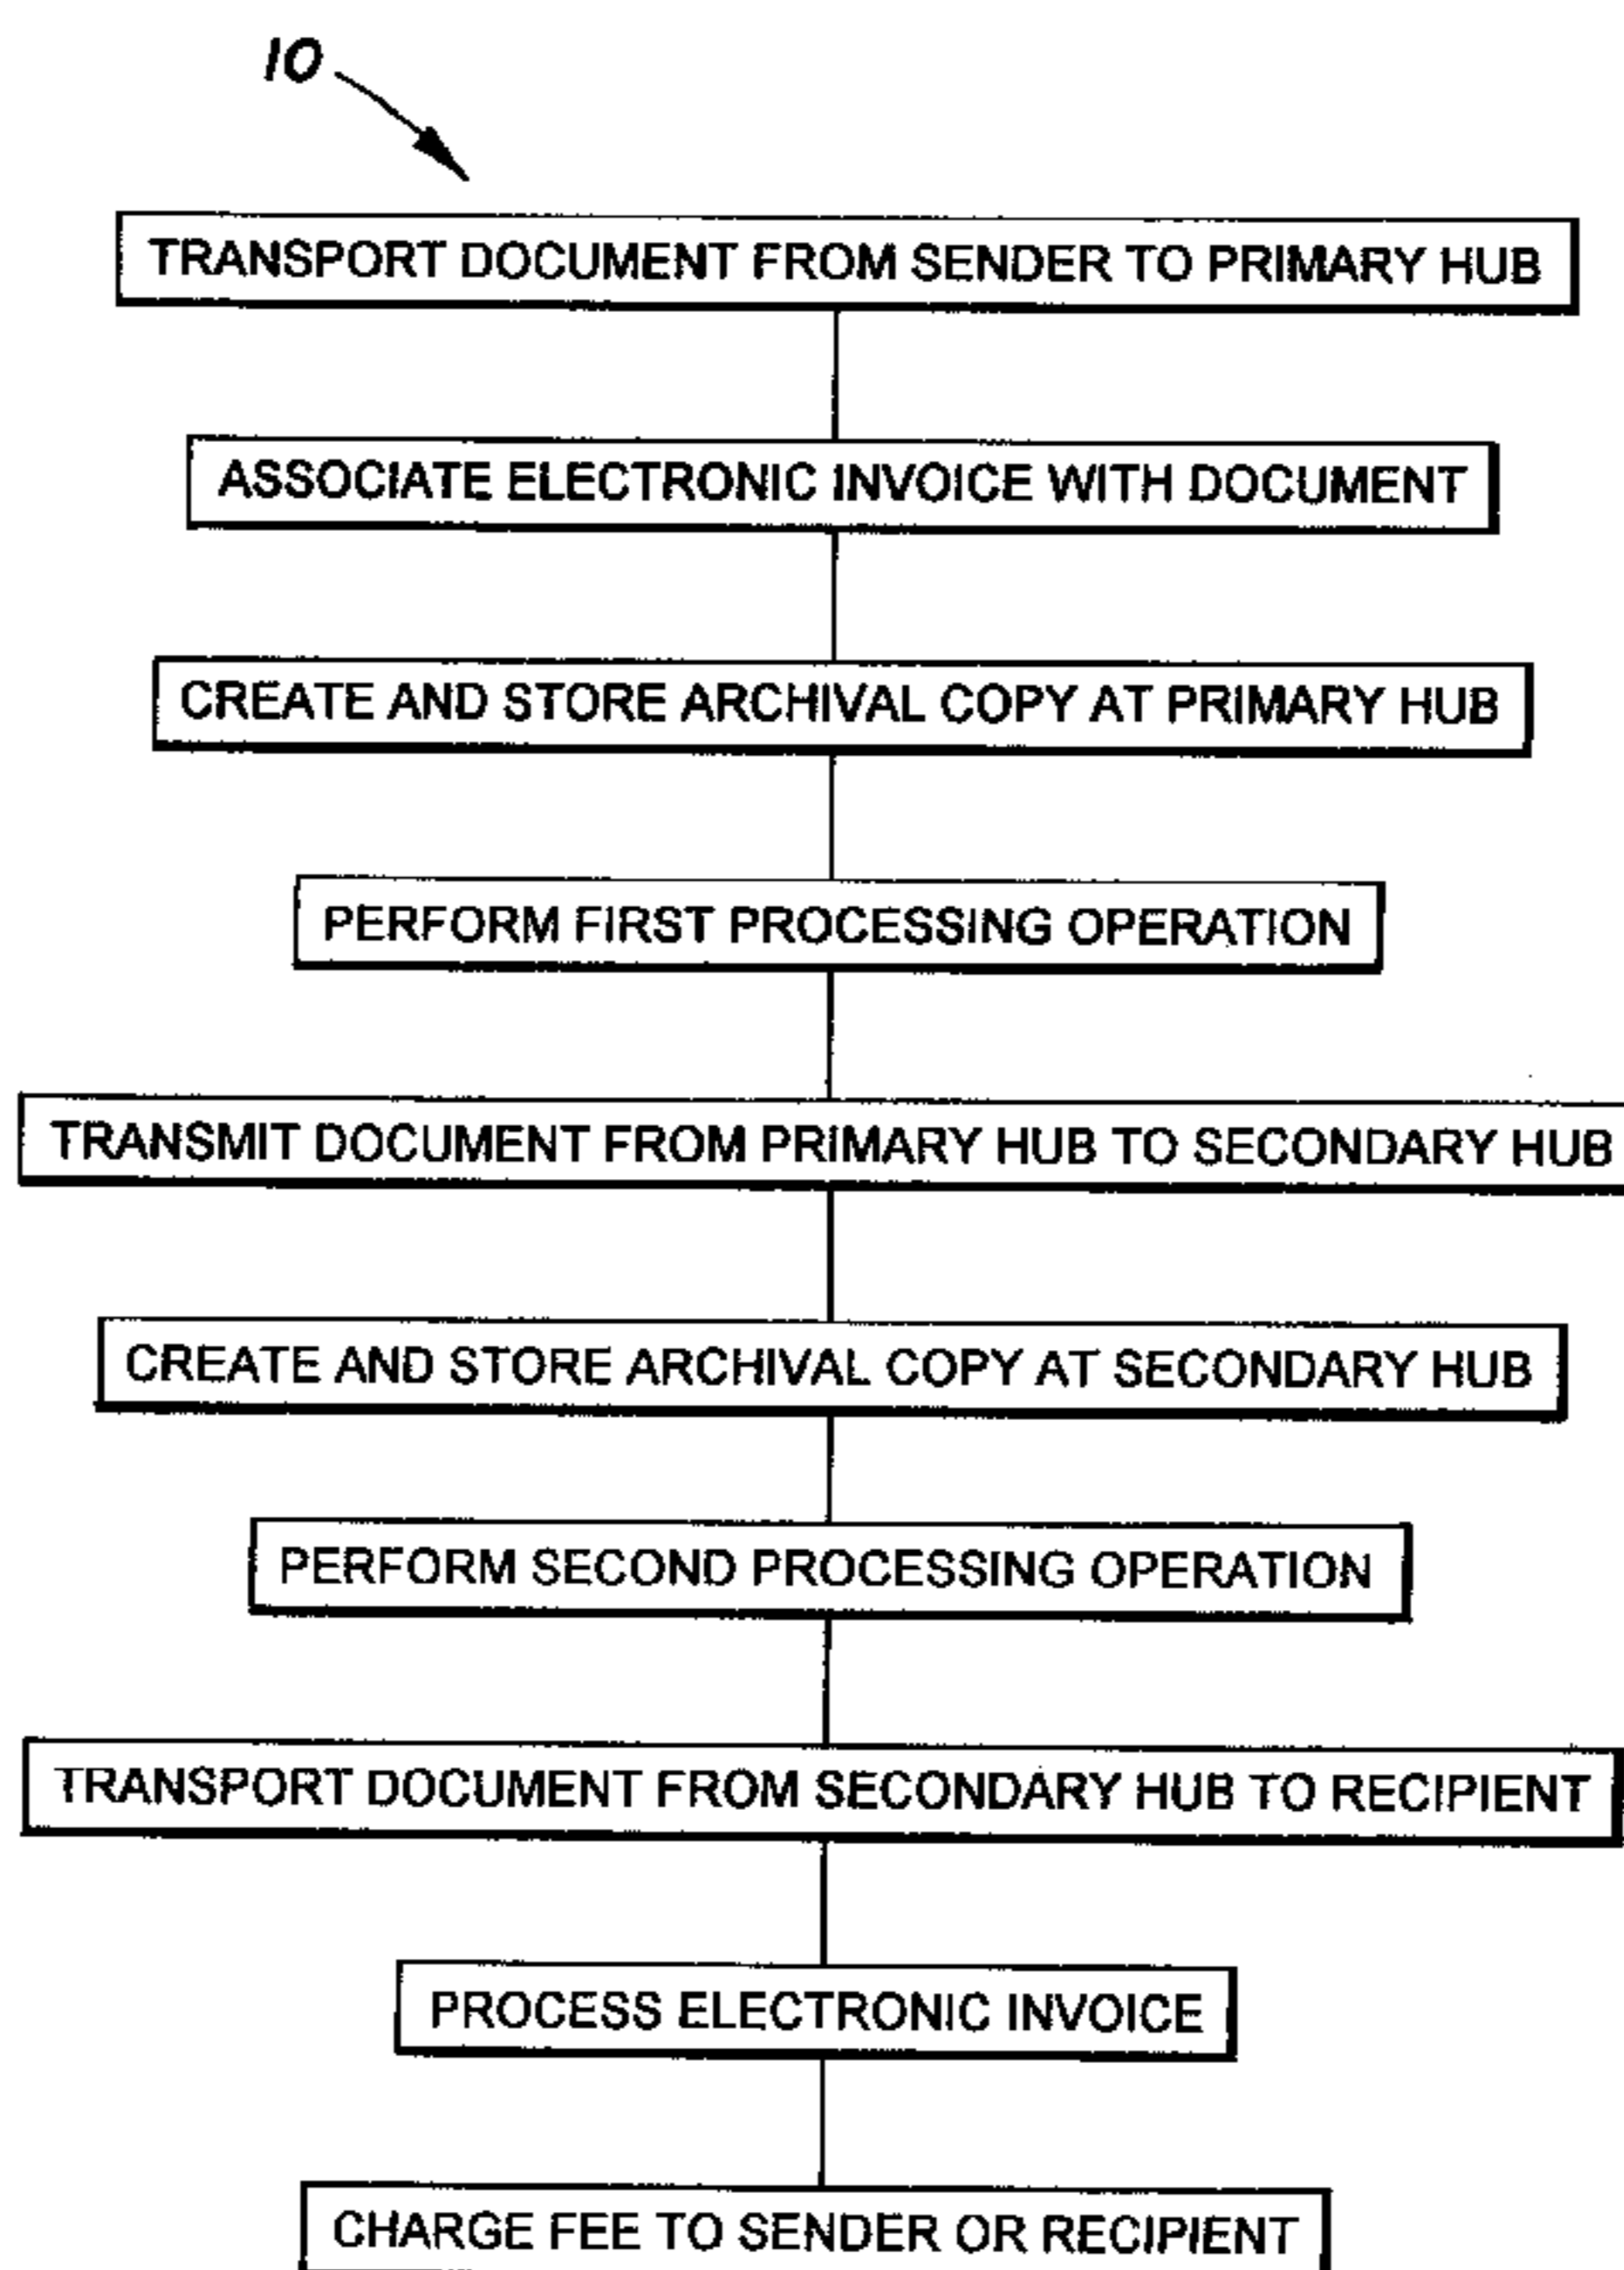 10
TRANSPORT DOCUMENT FROM SENDER TO PRIMARY HUB
ASSOCIATE ELECTRONIC INVOICE WITH DOCUMENT
CREATE AND STORE ARCHIVAL COPY AT PRIMARY HUB
PERFORM FIRST PROCESSING OPERATION
TRANSMIT DOCUMENT FROM PRIMARY HUB TO SECONDARY HUB
CREATE AND STORE ARCHIVAL COPY AT SECONDARY HUB
PERFORM SECOND PROCESSING OPERATION
TRANSPORT DOCUMENT FROM SECONDARY HUB TO RECIPIENT
PROCESS ELECTRONIC INVOICE
CHARGE FEE TO SENDER OR RECIPIENT